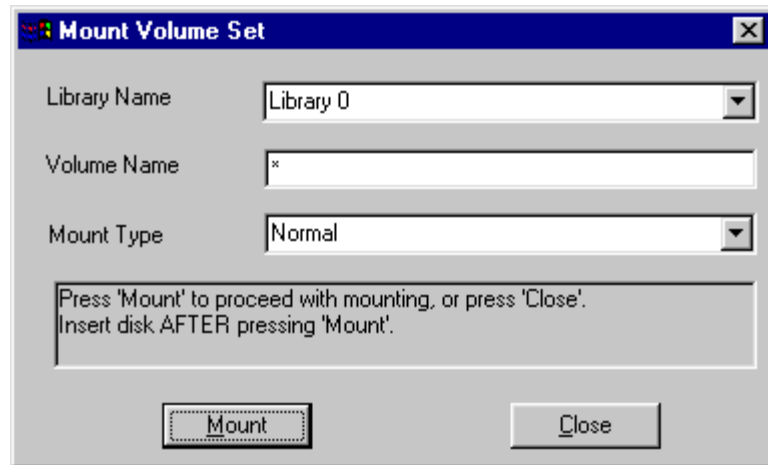 Mount Volume Set
Library Name
Library 0
Volume Name
*
Mount Type
Normal
Press 'Mount' to proceed with mounting, or press 'Close'.
Insert disk AFTER pressing 'Mount'.
Mount
Close